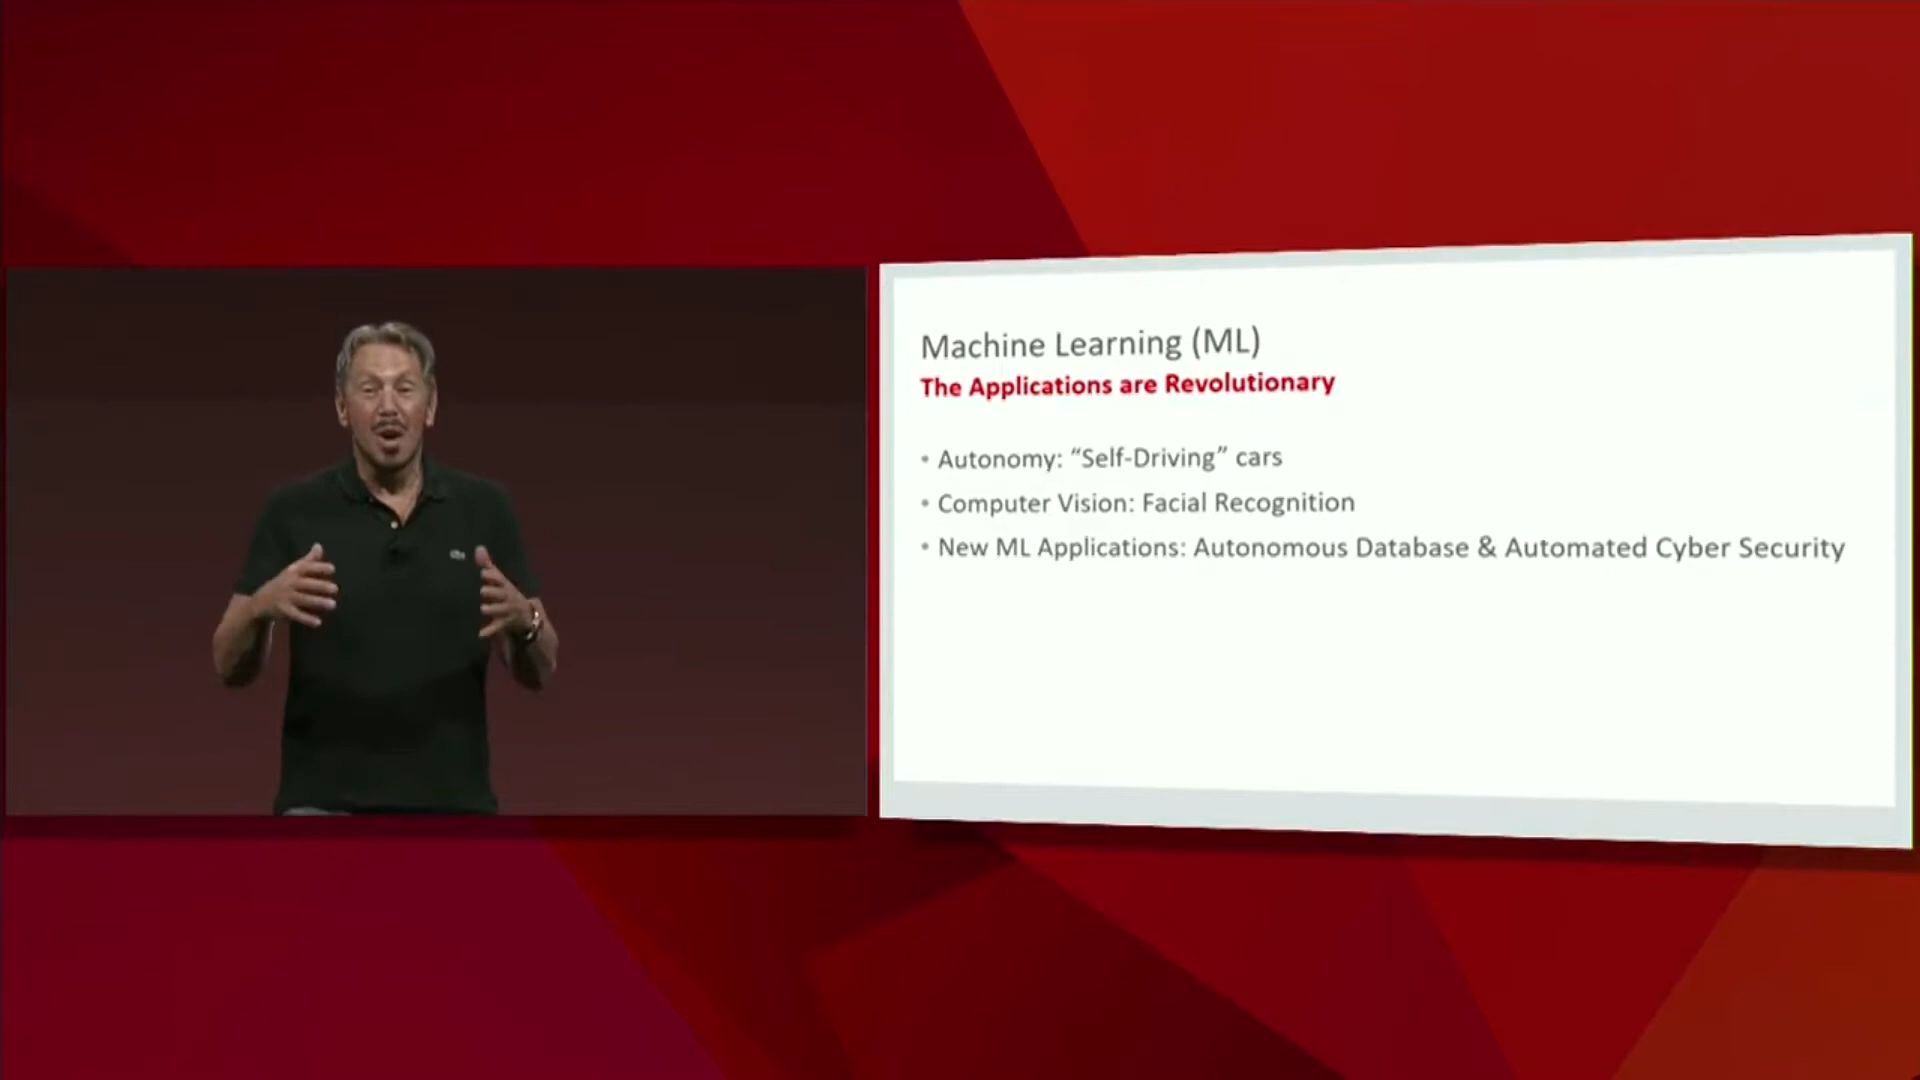 Machine Learning (ML)
The Applications are Revolutionary
• Autonomy: “Self-Driving” cars
• Computer Vision: Facial Recognition
• New ML Applications: Autonomous Database & Automated Cyber Security